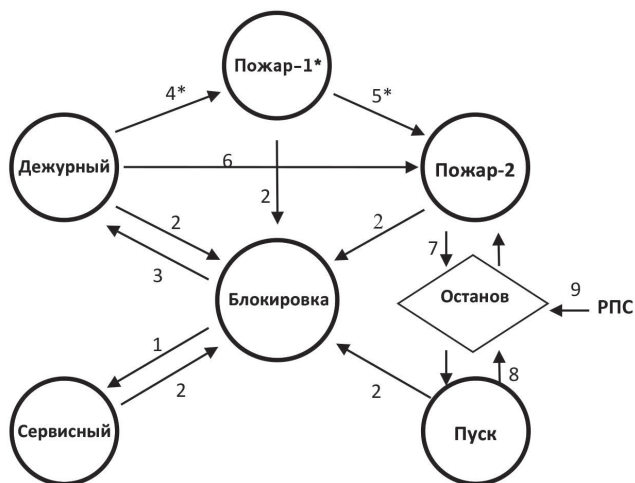 Пожар-1*
4*
5*
Дежурный
6
Пожар-2
2
2
2
7
3
Блокировка
Останов
9
РПС
1
2
2
8
Сервисный
Пуск